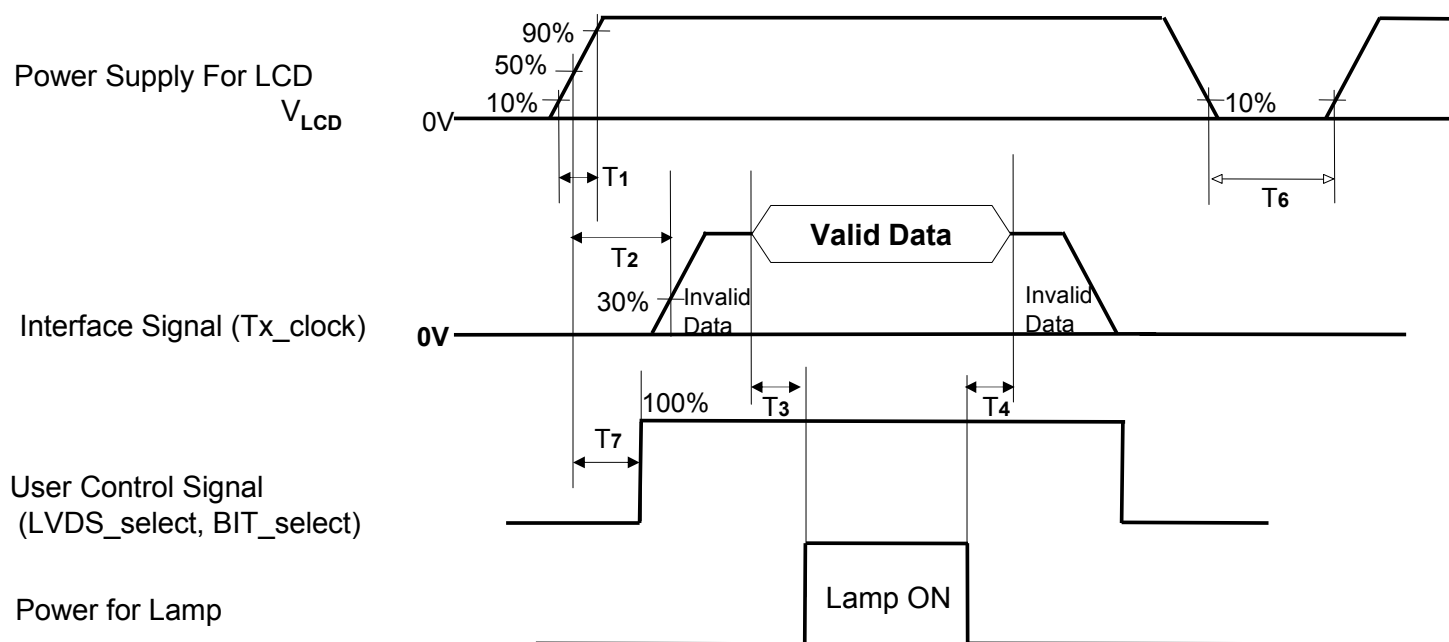 90%
50%
10%
Power Supply For LCD
VLCD
0V
10%
T1
T6
T2
Valid Data
30%
Invalid
Data
Invalid
Data
Interface Signal (Tx_clock)
0V
100%
T3
T4
T7
User Control Signal
(LVDS_select, BIT_select)
Power for Lamp
Lamp ON